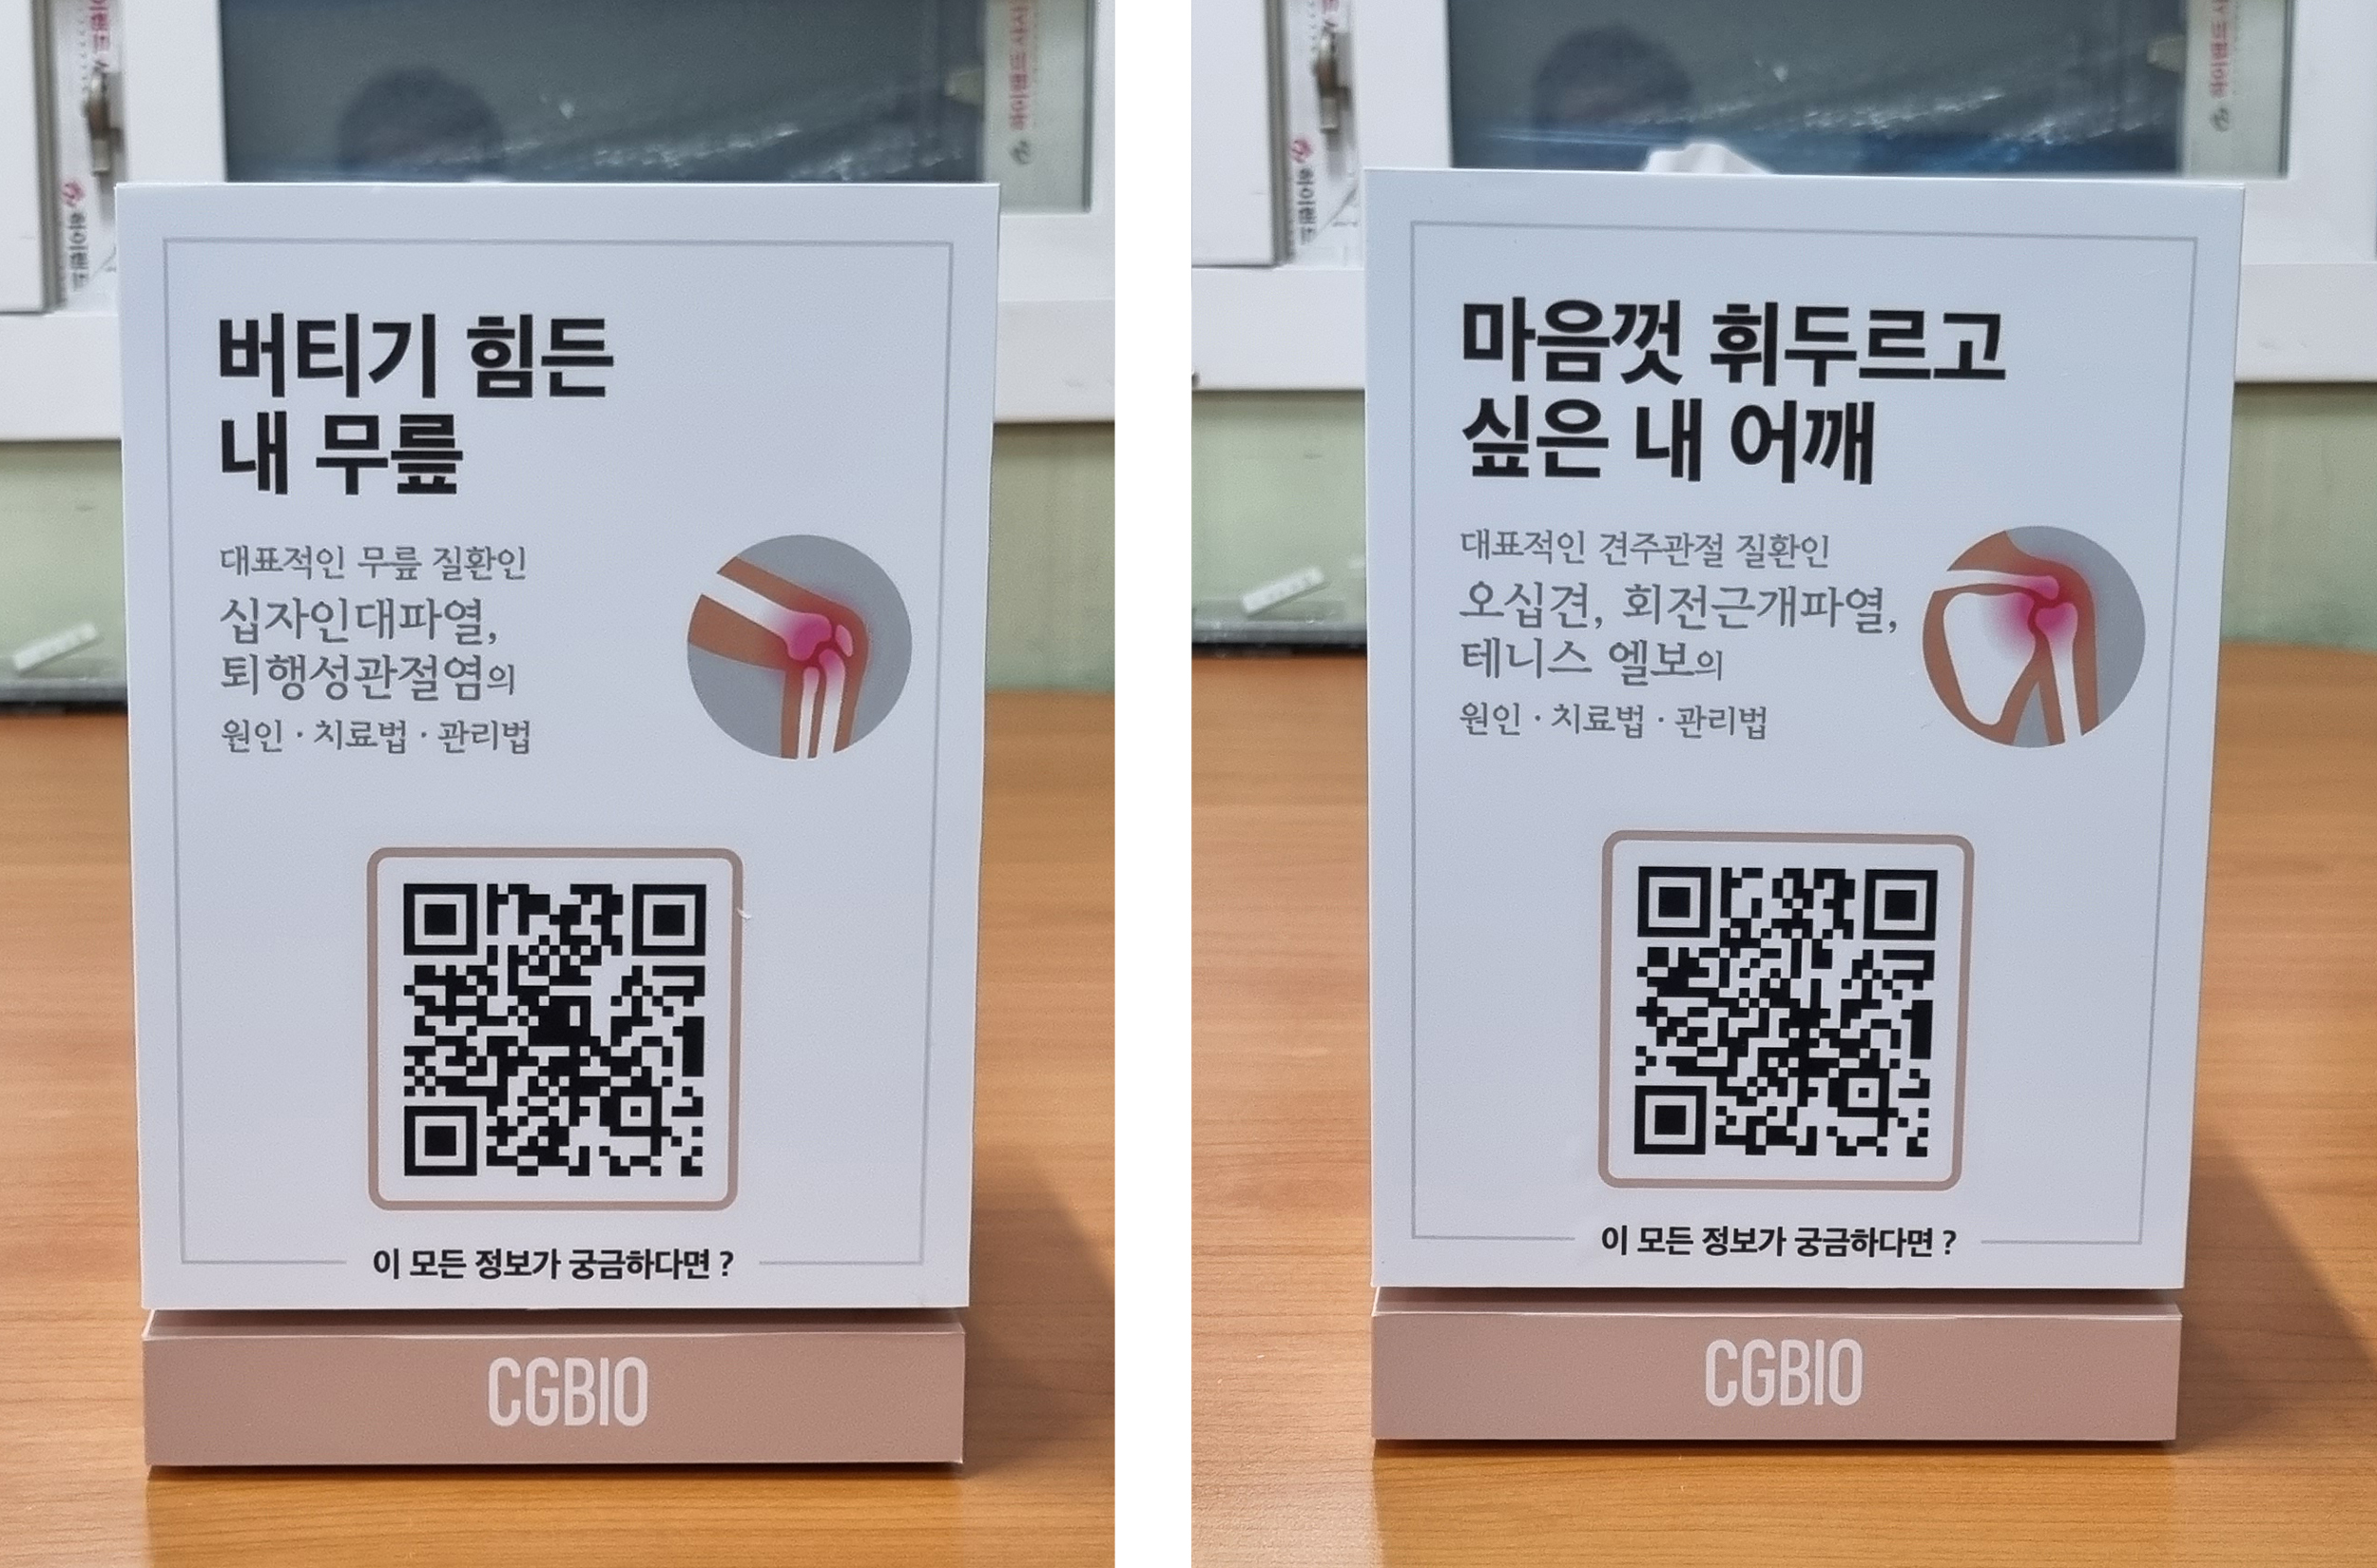 버티기 힘든
내 무릎
대표적인 무릎 질환인
십자인대파열,
퇴행성관절염의
원인 · 치료법 · 관리법
이 모든 정보가 궁금하다면 ?
CGBIO
마음껏 휘두르고
싶은 내 어깨
대표적인 견주관절 질환인
오십견, 회전근개파열,
테니스 엘보의
원인 · 치료법 · 관리법
이 모든 정보가 궁금하다면 ?
CGBIO